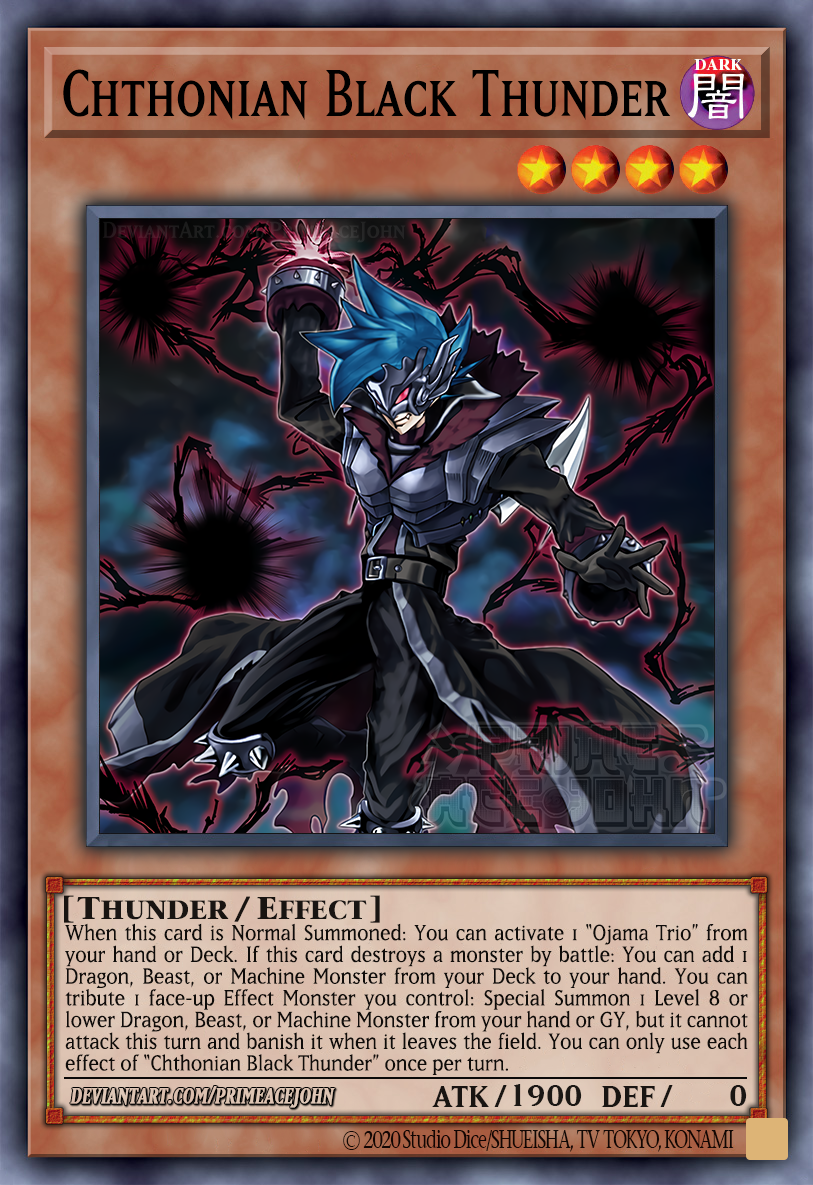 CHTHONIAN BLACK THUNDER
DARK
闇
DEVIANTART.COM/PRIMEACEJOHN
PRIME
ACE JOHN
[THUNDER / EFFECT]
When this card is Normal Summoned: You can activate 1 "Ojama Trio" from
your hand or Deck. If this card destroys a monster by battle: You can add 1
Dragon, Beast, or Machine Monster from your Deck to your hand. You can
tribute 1 face-up Effect Monster you control: Special Summon 1 Level 8 or
lower Dragon, Beast, or Machine Monster from your hand or GY, but it cannot
attack this turn and banish it when it leaves the field. You can only use each
effect of "Chthonian Black Thunder" once per turn.
DEVIANTART.COM/PRIMEACEJOHN ATK / 1900 DEF / 0
© 2020 Studio Dice/SHUEISHA, TV TOKYO, KONAMI